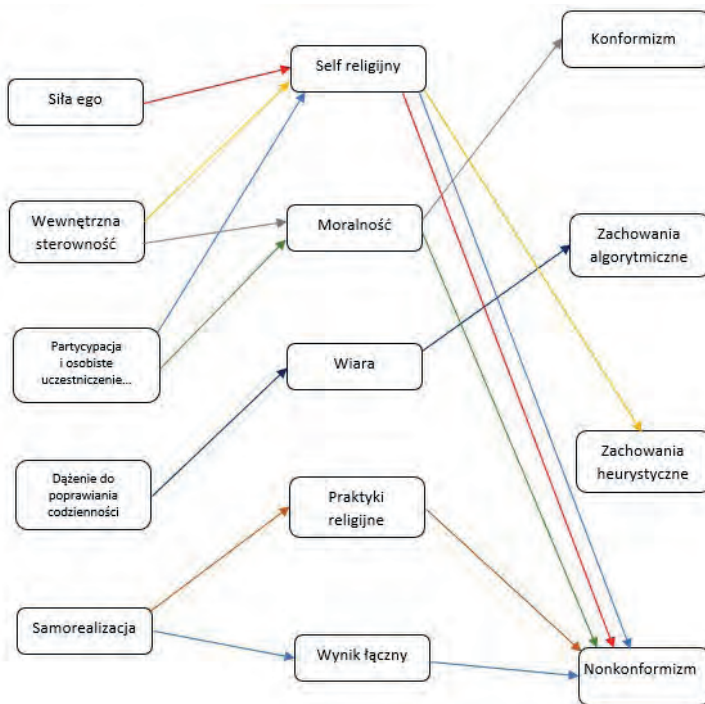 Siła ego
Wewnętrzna
sterowność
Partycypacja
i osobiste
uczestniczenie...
Dążenie do
poprawiania
codzienności
Samorealizacja
Self religijny
Moralność
Wiara
Praktyki
religijne
Wynik łączny
Konformizm
Zachowania
algorytmiczne
Zachowania
heurystyczne
Nonkonformizm